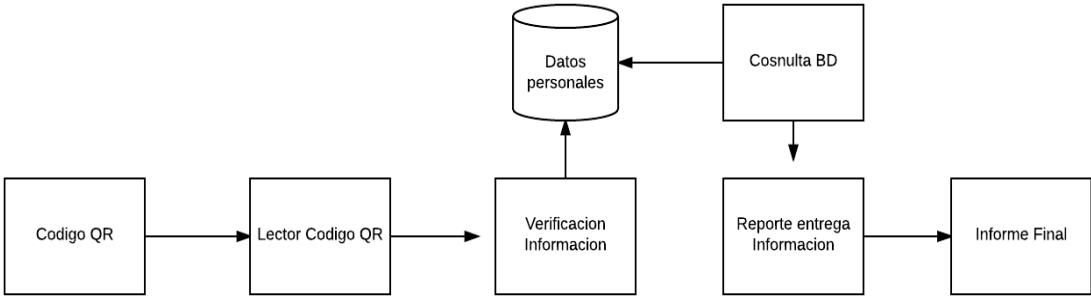 Datos
personales
Cosnulta BD
Codigo QR
Lector Codigo QR
Verificacion
Informacion
Reporte entrega
Informacion
Informe Final